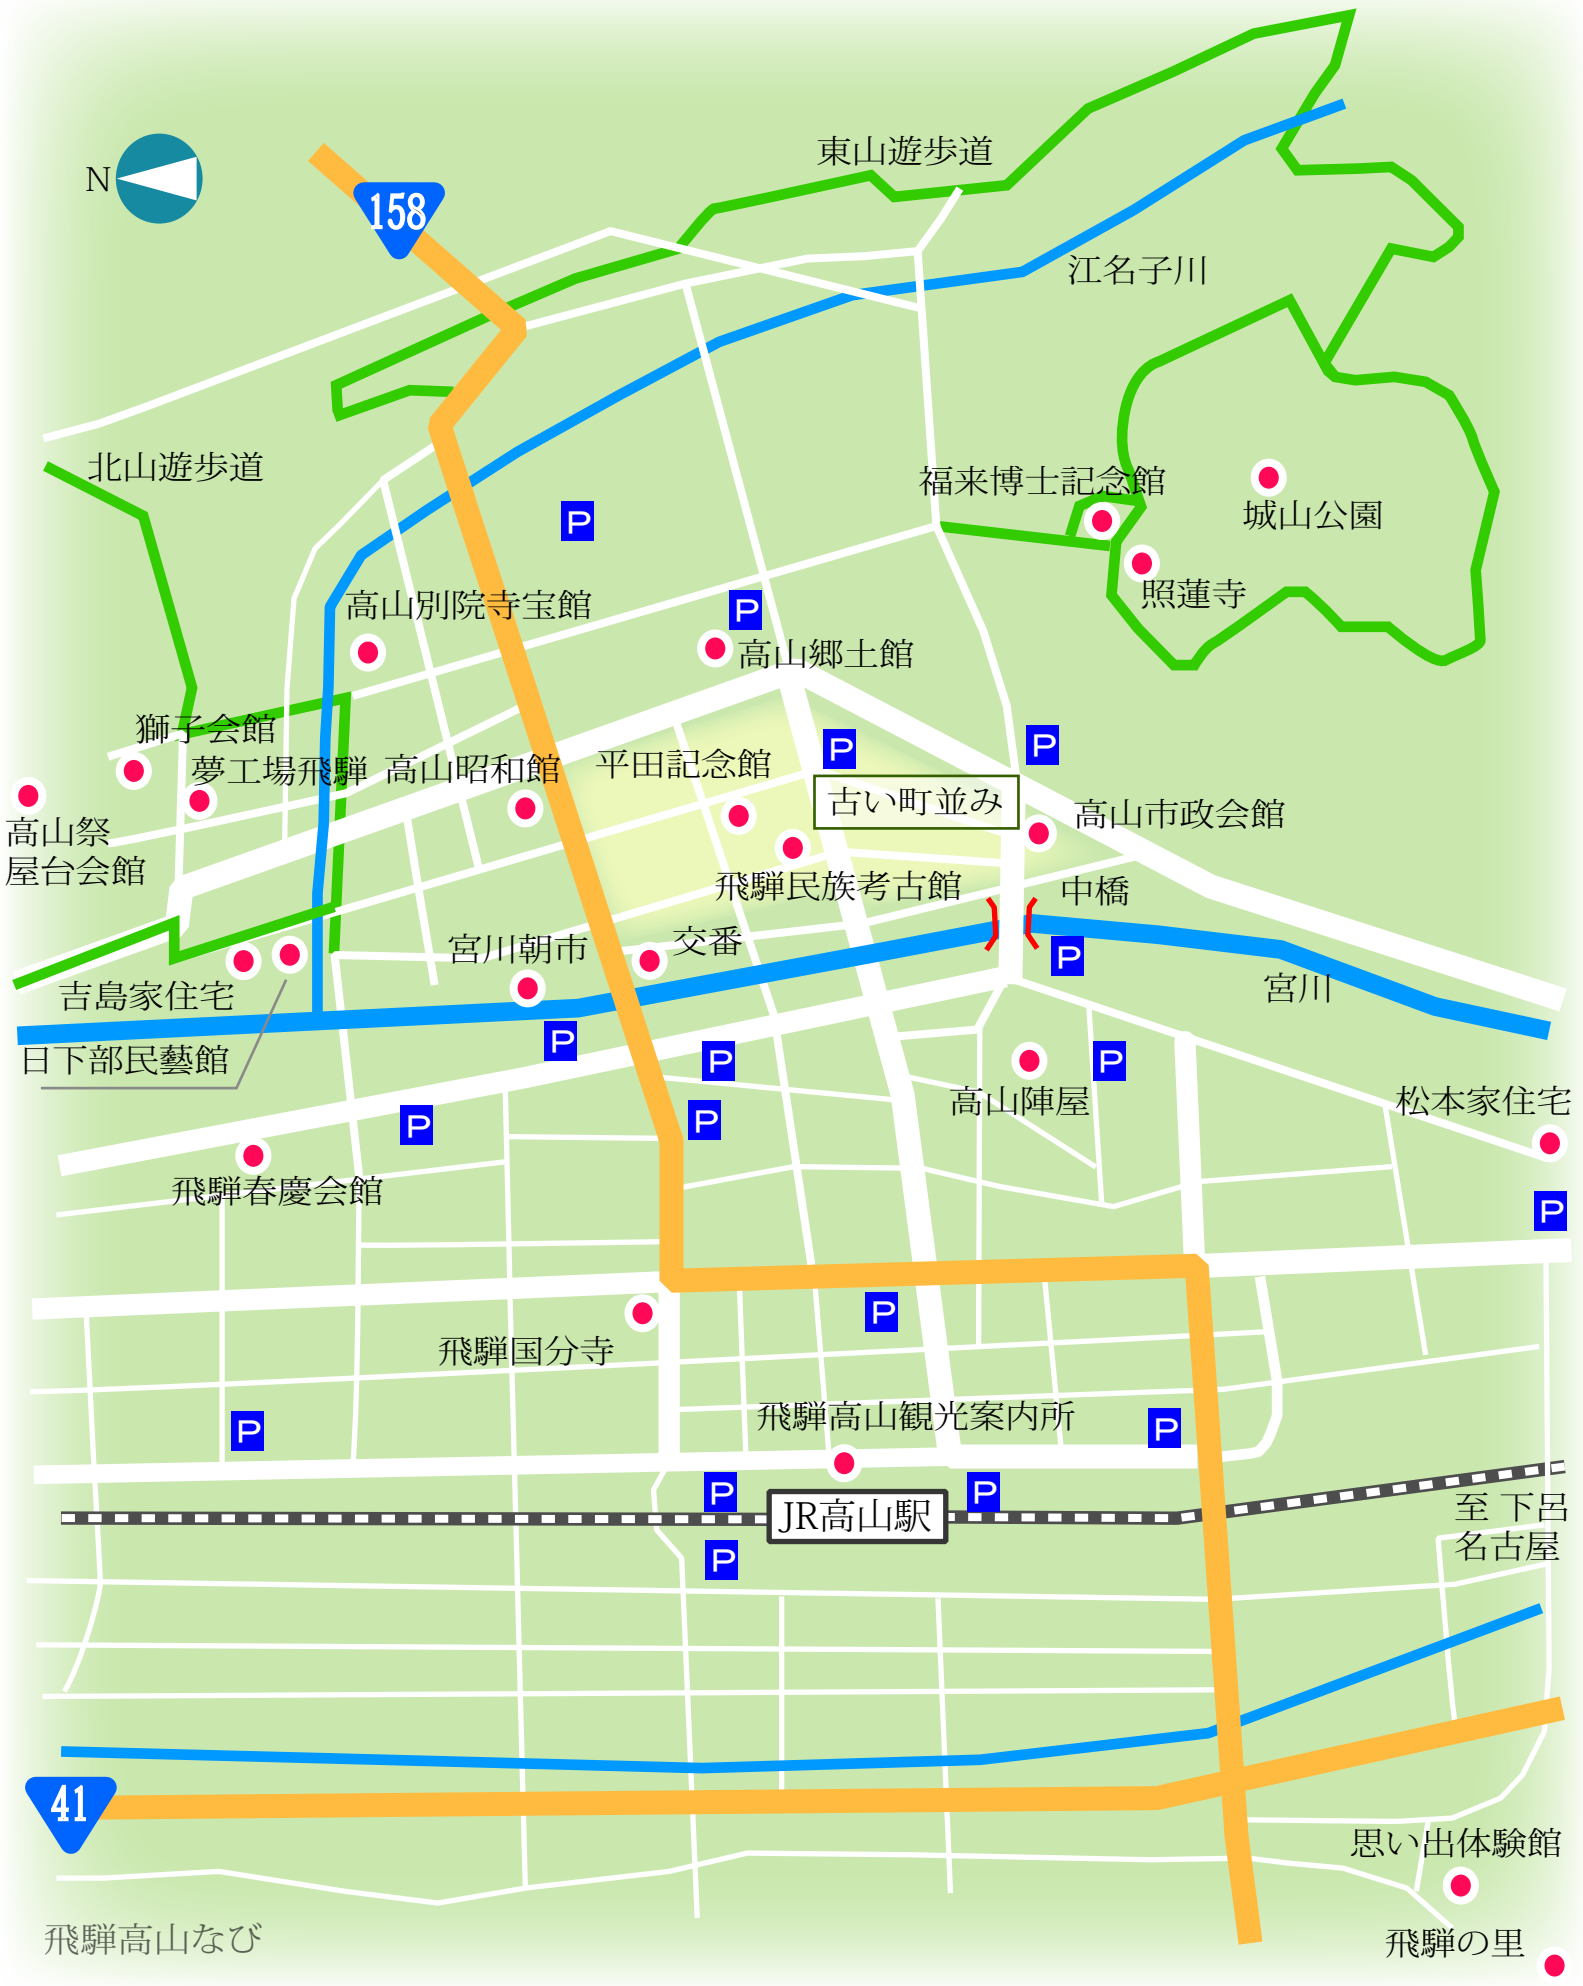 東山遊歩道
N
158
江名子川
北山遊歩道
福来博士記念館
城山公園
P
照蓮寺
高山別院寺宝館
P
高山郷土館
獅子会館
P
P
夢工場飛騨
高山昭和館
平田記念館
古い町並み
高山市政会館
高山祭
屋台会館
飛騨民族考古館
中橋
宮川朝市
交番
P
吉島家住宅
宮川
日下部民藝館
P
P
P
高山陣屋
松本家住宅
P
P
飛騨春慶会館
P
P
飛騨国分寺
飛騨高山観光案内所
P
P
P
P
JR高山駅
至 下呂
名古屋
P
41
思い出体験館
飛騨高山なび
飛騨の里